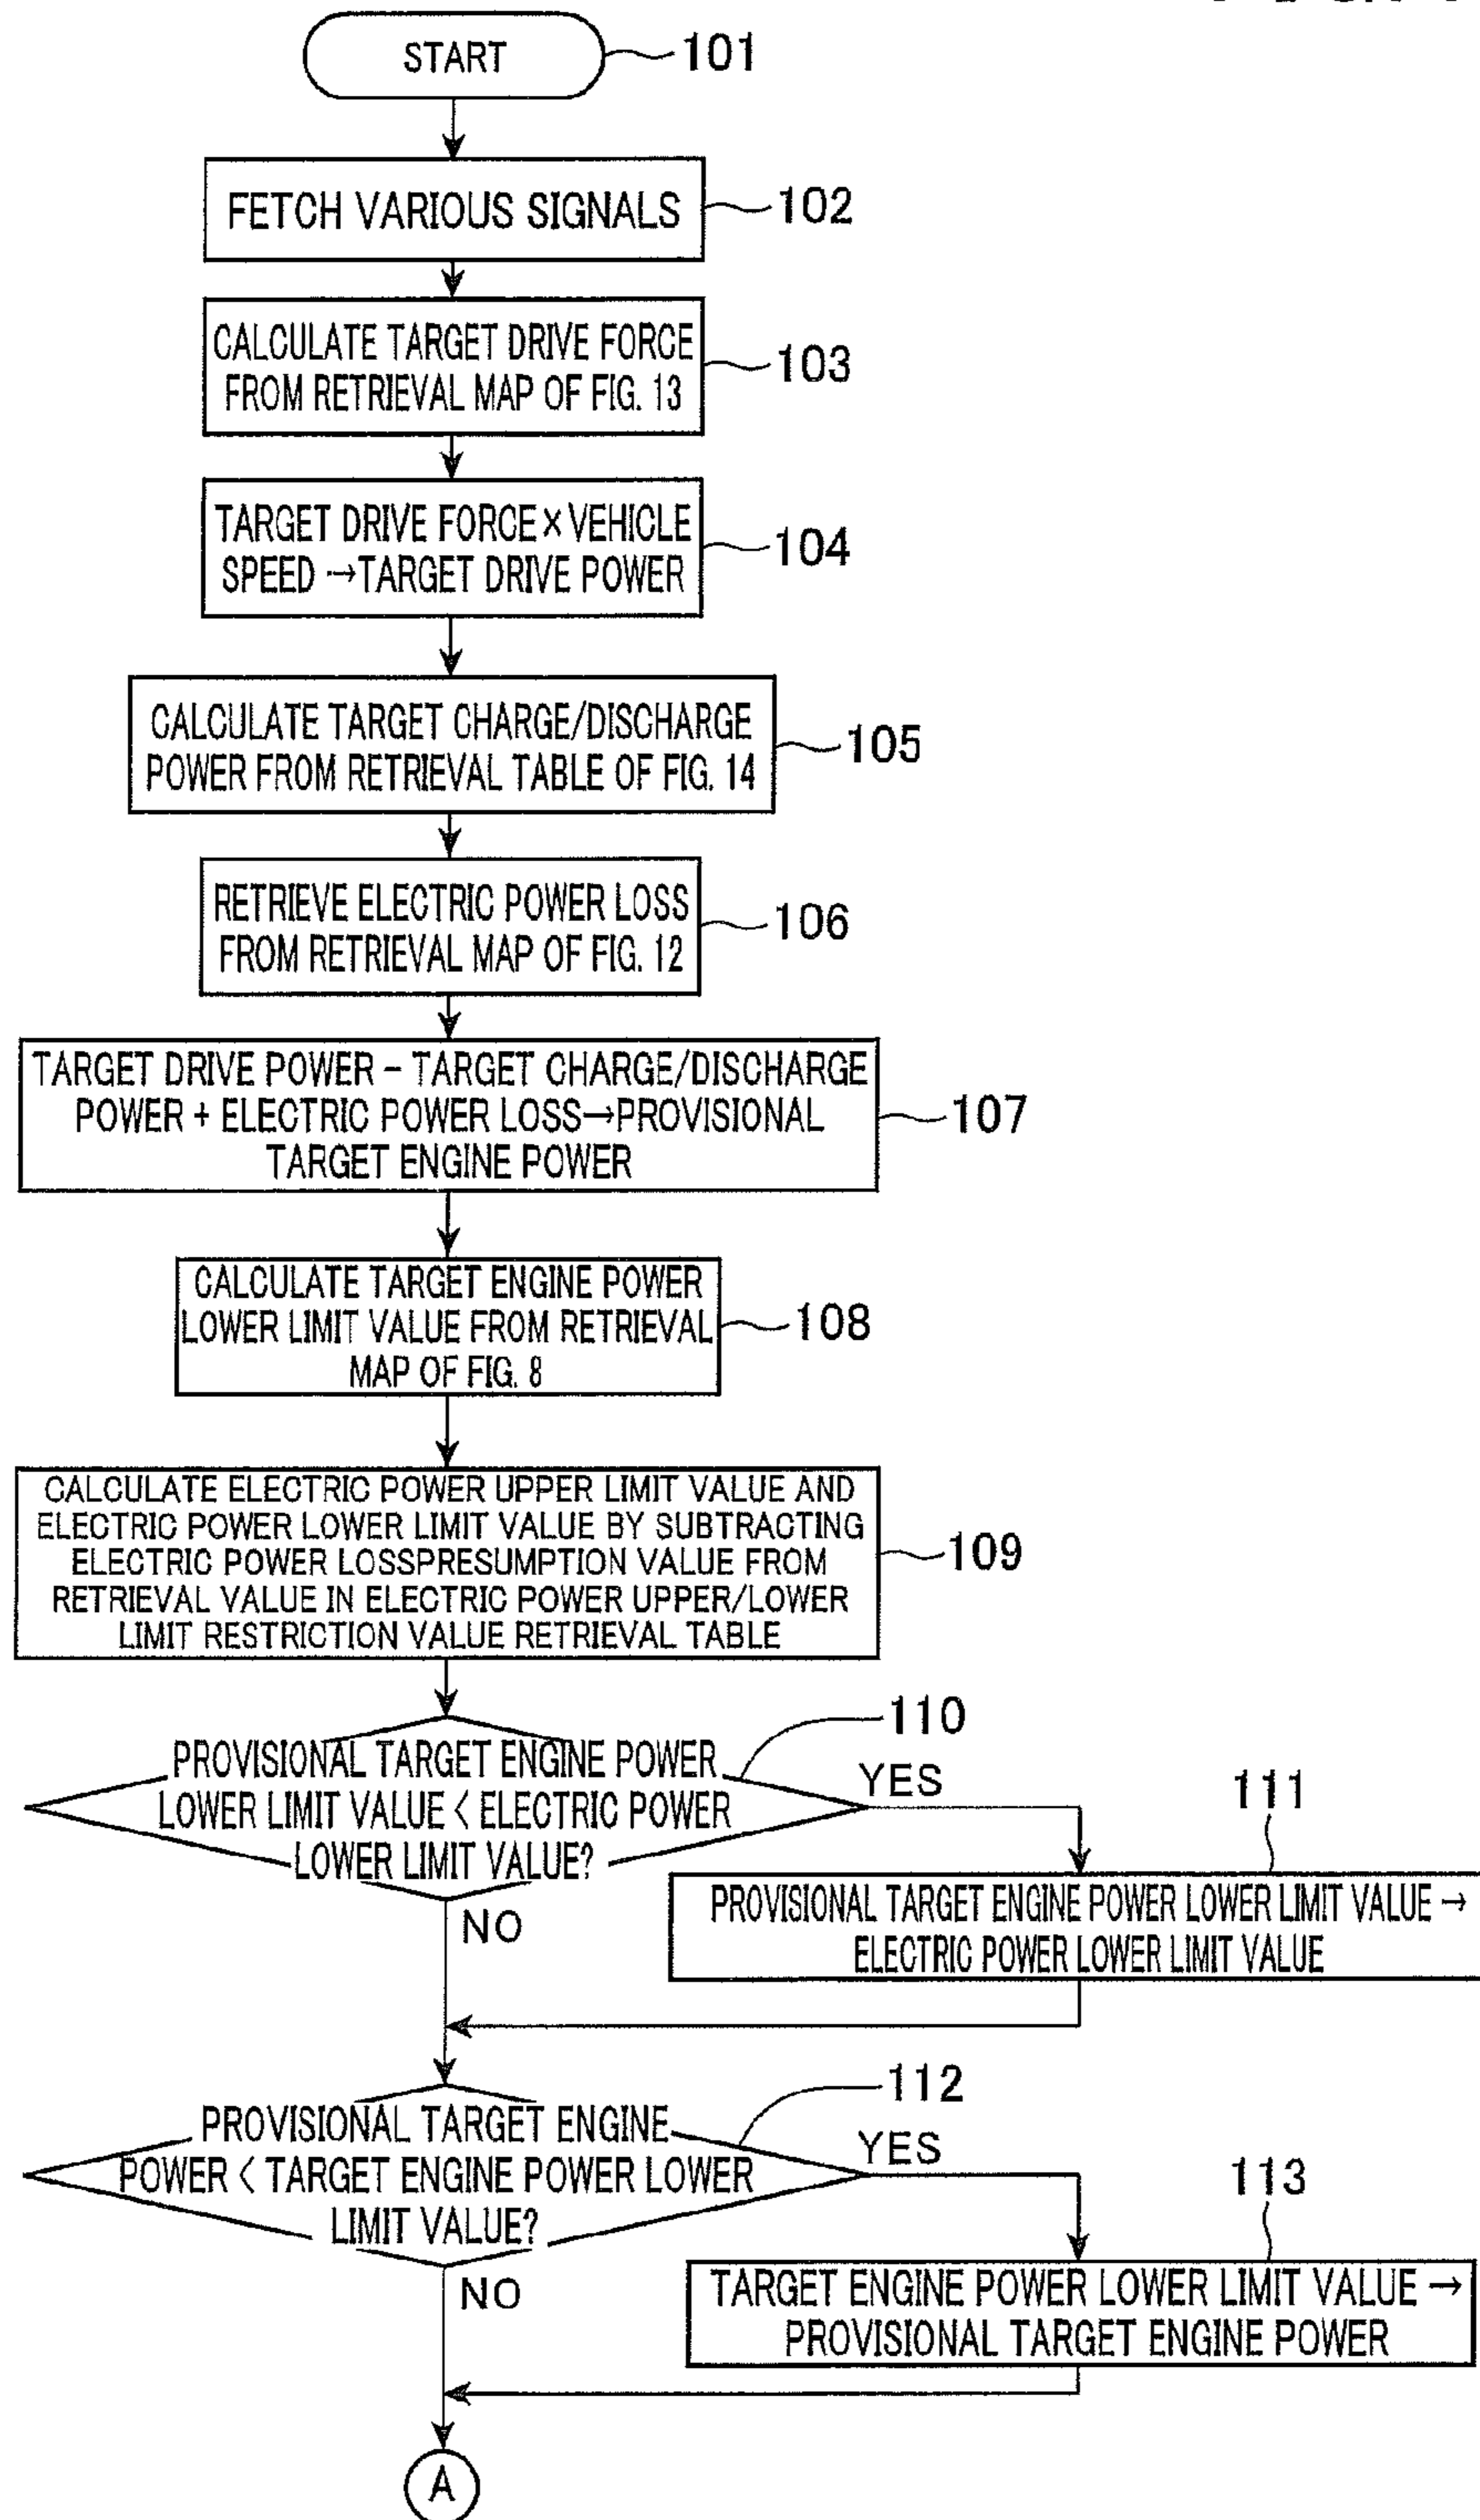 START
101
FETCH VARIOUS SIGNALS
102
CALCULATE TARGET DRIVE FORCE
FROM RETRIEVAL MAP OF FIG. 13
103
TARGET DRIVE FORCE×VEHICLE
SPEED→TARGET DRIVE POWER
104
CALCULATE TARGET CHARGE/DISCHARGE
POWER FROM RETRIEVAL TABLE OF FIG. 14
105
RETRIEVE ELECTRIC POWER LOSS
FROM RETRIEVAL MAP OF FIG. 12
106
TARGET DRIVE POWER − TARGET CHARGE/DISCHARGE
POWER + ELECTRIC POWER LOSS→PROVISIONAL
TARGET ENGINE POWER
107
CALCULATE TARGET ENGINE POWER
LOWER LIMIT VALUE FROM RETRIEVAL
MAP OF FIG. 8
108
CALCULATE ELECTRIC POWER UPPER LIMIT VALUE AND
ELECTRIC POWER LOWER LIMIT VALUE BY SUBTRACTING
ELECTRIC POWER LOSSPRESUMPTION VALUE FROM
RETRIEVAL VALUE IN ELECTRIC POWER UPPER/LOWER
LIMIT RESTRICTION VALUE RETRIEVAL TABLE
109
110
PROVISIONAL TARGET ENGINE POWER
LOWER LIMIT VALUE < ELECTRIC POWER
LOWER LIMIT VALUE?
YES
NO
111
PROVISIONAL TARGET ENGINE POWER LOWER LIMIT VALUE →
ELECTRIC POWER LOWER LIMIT VALUE
112
PROVISIONAL TARGET ENGINE
POWER < TARGET ENGINE POWER LOWER
LIMIT VALUE?
YES
NO
113
TARGET ENGINE POWER LOWER LIMIT VALUE →
PROVISIONAL TARGET ENGINE POWER
A